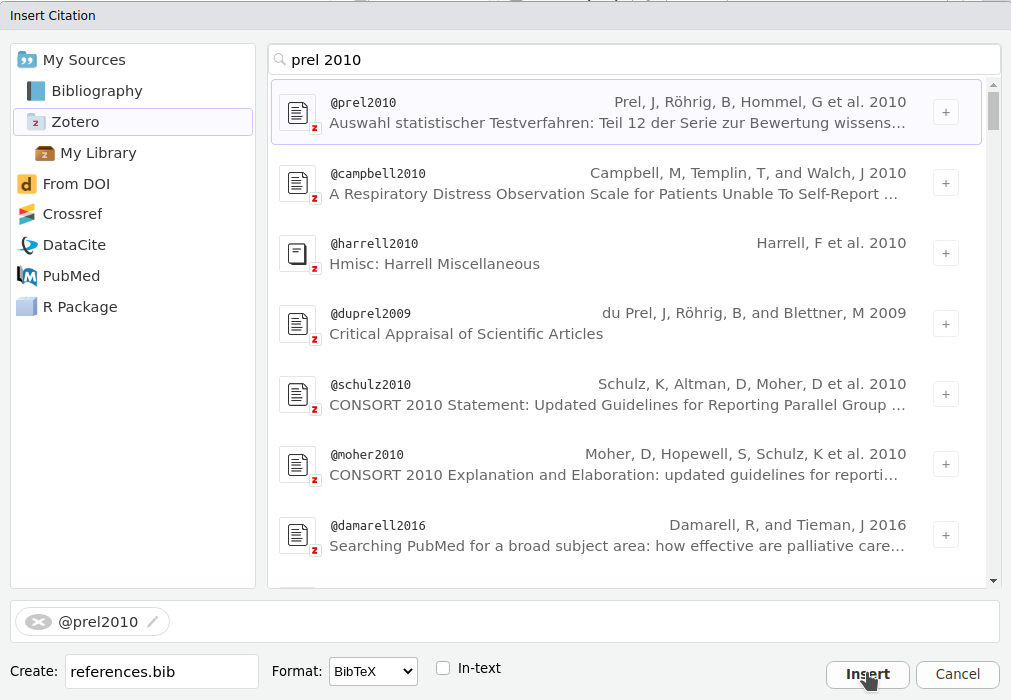 Insert Citation
My Sources
Bibliography
Zotero
My Library
From DOI
Crossref
DataCite
PubMed
R Package
prel 2010
@prel2010 Prel, J, Röhrig, B, Hommel, G et al. 2010
Auswahl statistischer Testverfahren: Teil 12 der Serie zur Bewertung wissens...
@campbell2010 Campbell, M, Templin, T, and Walch, J 2010
A Respiratory Distress Observation Scale for Patients Unable To Self-Report ...
@harrell2010 Harrell, F et al. 2010
Hmisc: Harrell Miscellaneous
@duprel2009 du Prel, J, Röhrig, B, and Blettner, M 2009
Critical Appraisal of Scientific Articles
@schulz2010 Schulz, K, Altman, D, Moher, D et al. 2010
CONSORT 2010 Statement: Updated Guidelines for Reporting Parallel Group ...
@moher2010 Moher, D, Hopewell, S, Schulz, K et al. 2010
CONSORT 2010 Explanation and Elaboration: updated guidelines for reporti...
@damarell2016 Damarell, R, and Tieman, J 2016
Searching PubMed for a broad subject area: how effective are palliative care...
@prel2010
Create: references.bib Format: BibTeX In-text Insert Cancel